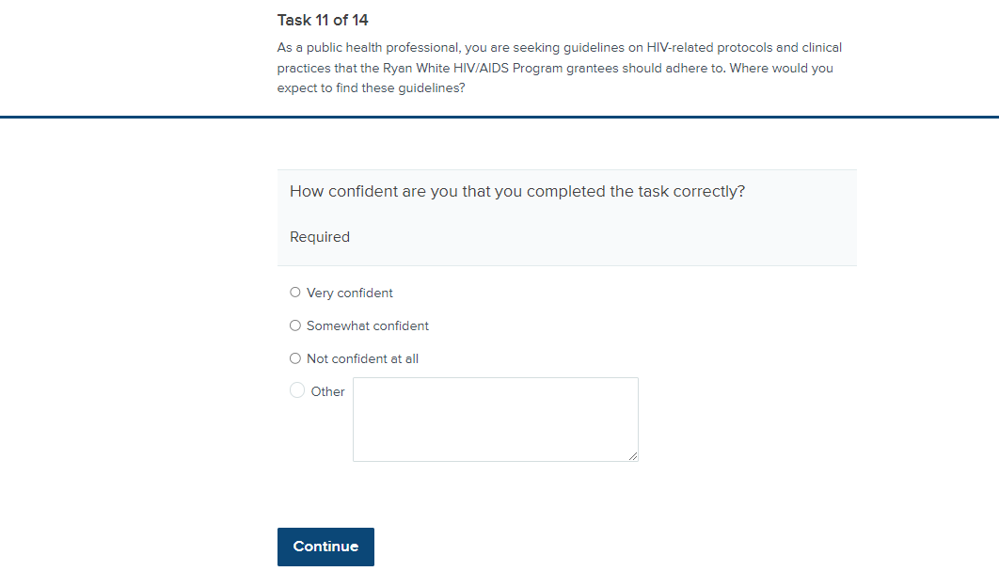 Task 11 of 14
As a public health professional, you are seeking guidelines on HIV-related protocols and clinical
practices that the Ryan White HIV/AIDS Program grantees should adhere to. Where would you
expect to find these guidelines?
How confident are you that you completed the task correctly?
Required
Very confident
Somewhat confident
Not confident at all
Other
Continue